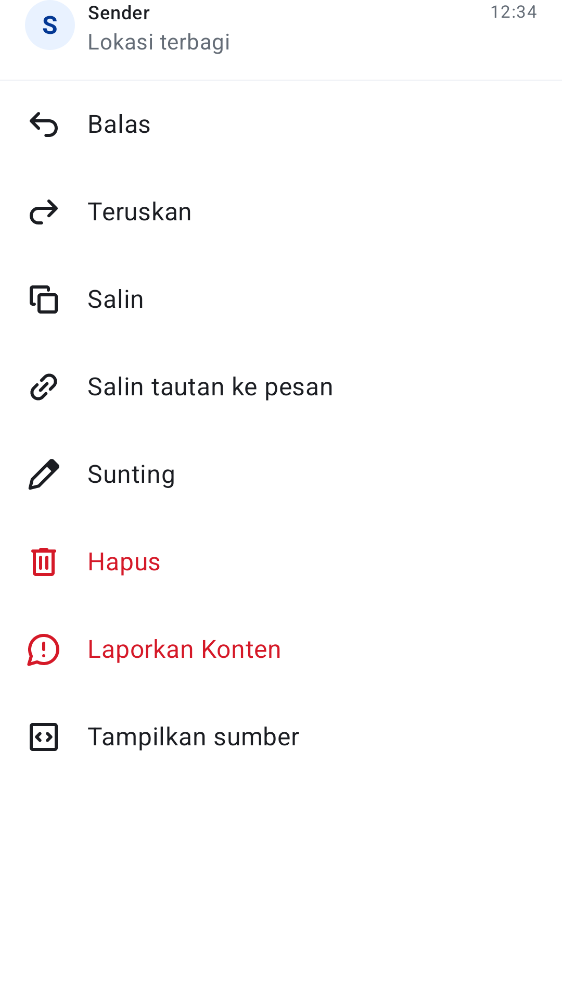 S
Sender
12:34
Lokasi terbagi
Balas
Teruskan
Salin
Salin tautan ke pesan
Sunting
Hapus
Laporkan Konten
Tampilkan sumber